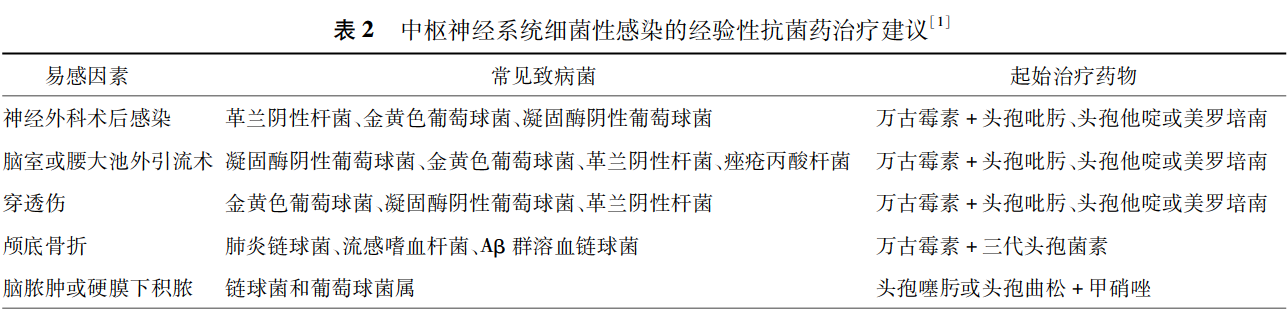 表 2 中枢神经系统细菌性感染的经验性抗菌药治疗建议[1]
易感因素 常见致病菌 起始治疗药物
神经外科术后感染 革兰阴性杆菌、金黄色葡萄球菌、凝固酶阴性葡萄球菌 万古霉素 + 头孢吡肟、头孢他啶或美罗培南
脑室或腰大池外引流术 凝固酶阴性葡萄球菌、金黄色葡萄球菌、革兰阴性杆菌、痤疮丙酸杆菌 万古霉素 + 头孢吡肟、头孢他啶或美罗培南
穿透伤 金黄色葡萄球菌、凝固酶阴性葡萄球菌、革兰阴性杆菌 万古霉素 + 头孢吡肟、头孢他啶或美罗培南
颅底骨折 肺炎链球菌、流感嗜血杆菌、Aβ 群溶血链球菌 万古霉素 + 三代头孢菌素
脑脓肿或硬膜下积脓 链球菌和葡萄球菌属 头孢噻肟或头孢曲松 + 甲硝唑